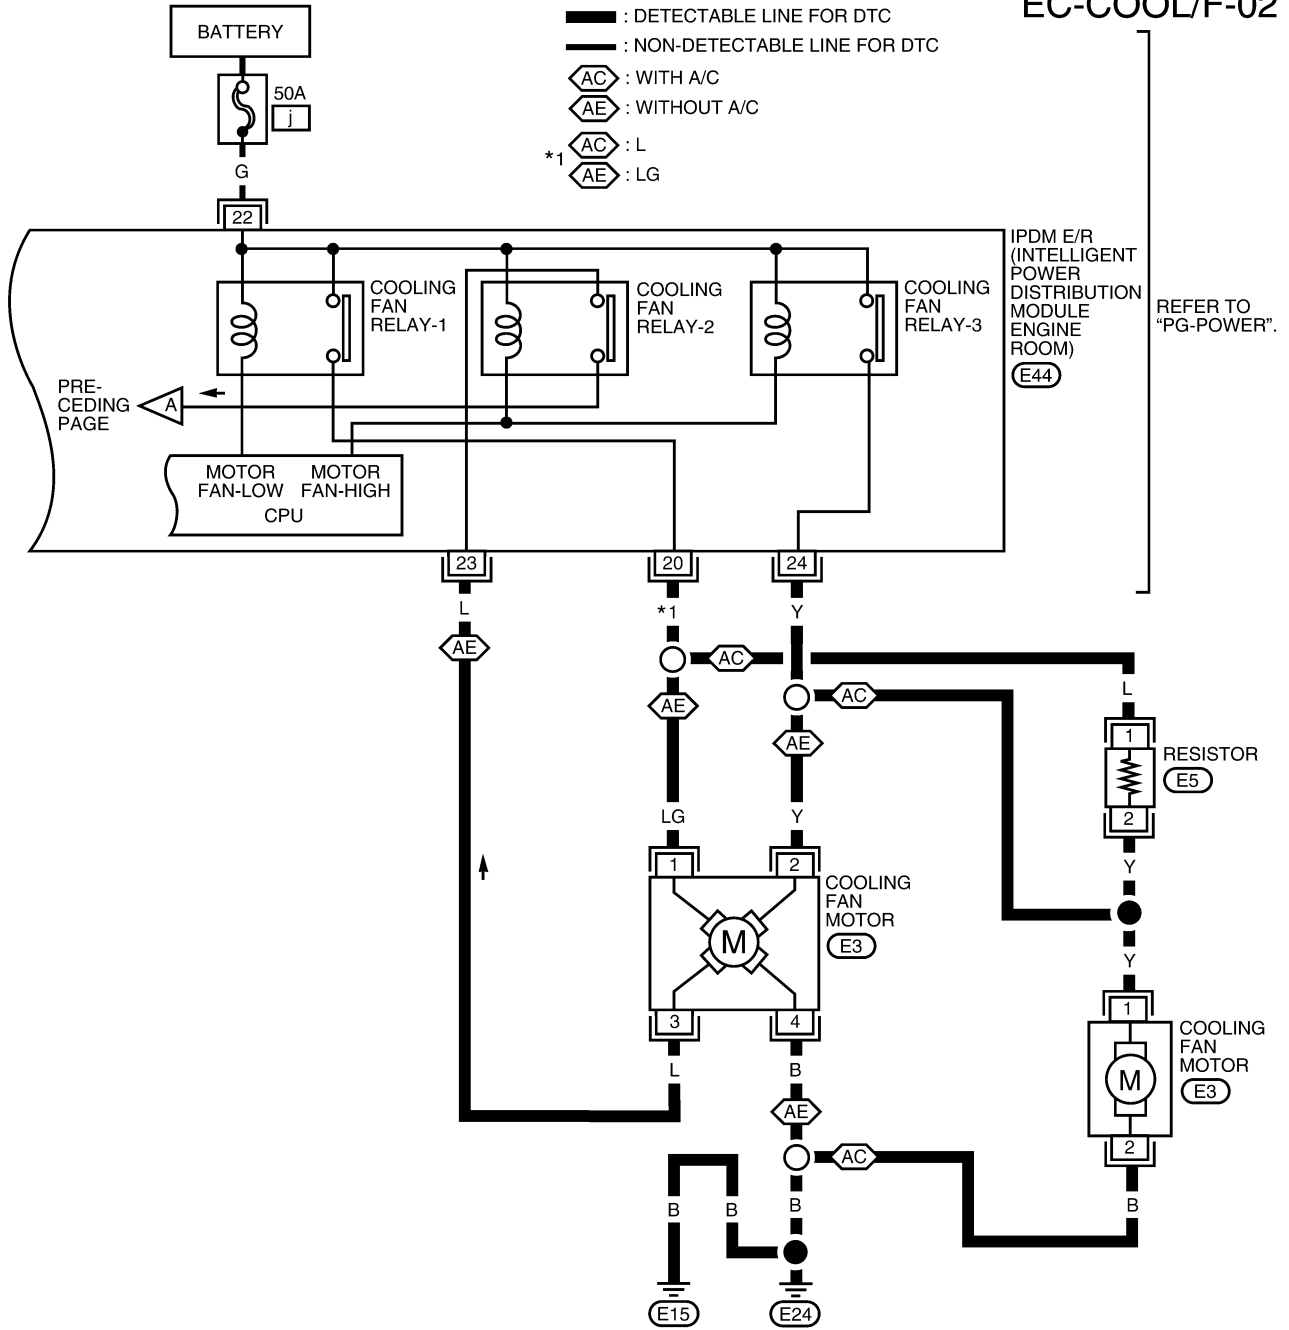 EC-COOL/F-02
BATTERY
50A
j
G
22
: DETECTABLE LINE FOR DTC
: NON-DETECTABLE LINE FOR DTC
AC : WITH A/C
AE : WITHOUT A/C
*1
AC : L
AE : LG
IPDM E/R
(INTELLIGENT
POWER
DISTRIBUTION
MODULE
ENGINE
ROOM)
E44
REFER TO
“PG-POWER”.
COOLING
FAN
RELAY-1
COOLING
FAN
RELAY-2
COOLING
FAN
RELAY-3
PRE-
CEDING
PAGE
A
MOTOR
FAN-LOW
MOTOR
FAN-HIGH
CPU
23
20
24
L
*1
Y
AE
AC
AC
AE
AE
L
1
RESISTOR
E5
2
Y
LG
Y
1
2
COOLING
FAN
MOTOR
E3
M
3
4
Y
1
COOLING
FAN
MOTOR
E3
M
2
L
B
AE
AC
B
B
B
B
E15
E24